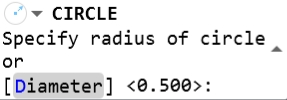 CIRCLE
Specify radius of circle
or
[Diameter] <0.500>: